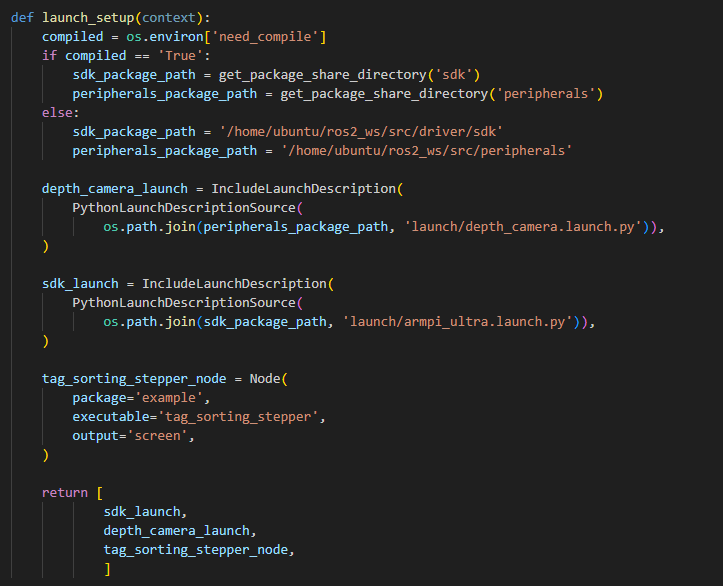 def launch_setup(context):
    compiled = os.environ['need_compile']
    if compiled == 'True':
        sdk_package_path = get_package_share_directory('sdk')
        peripherals_package_path = get_package_share_directory('peripherals')
    else:
        sdk_package_path = '/home/ubuntu/ros2_ws/src/driver/sdk'
        peripherals_package_path = '/home/ubuntu/ros2_ws/src/peripherals'

    depth_camera_launch = IncludeLaunchDescription(
        PythonLaunchDescriptionSource(
            os.path.join(peripherals_package_path, 'launch/depth_camera.launch.py')),
    )

    sdk_launch = IncludeLaunchDescription(
        PythonLaunchDescriptionSource(
            os.path.join(sdk_package_path, 'launch/armpi_ultra.launch.py')),
    )

    tag_sorting_stepper_node = Node(
        package='example',
        executable='tag_sorting_stepper',
        output='screen',
    )

    return [
            sdk_launch,
            depth_camera_launch,
            tag_sorting_stepper_node,
            ]